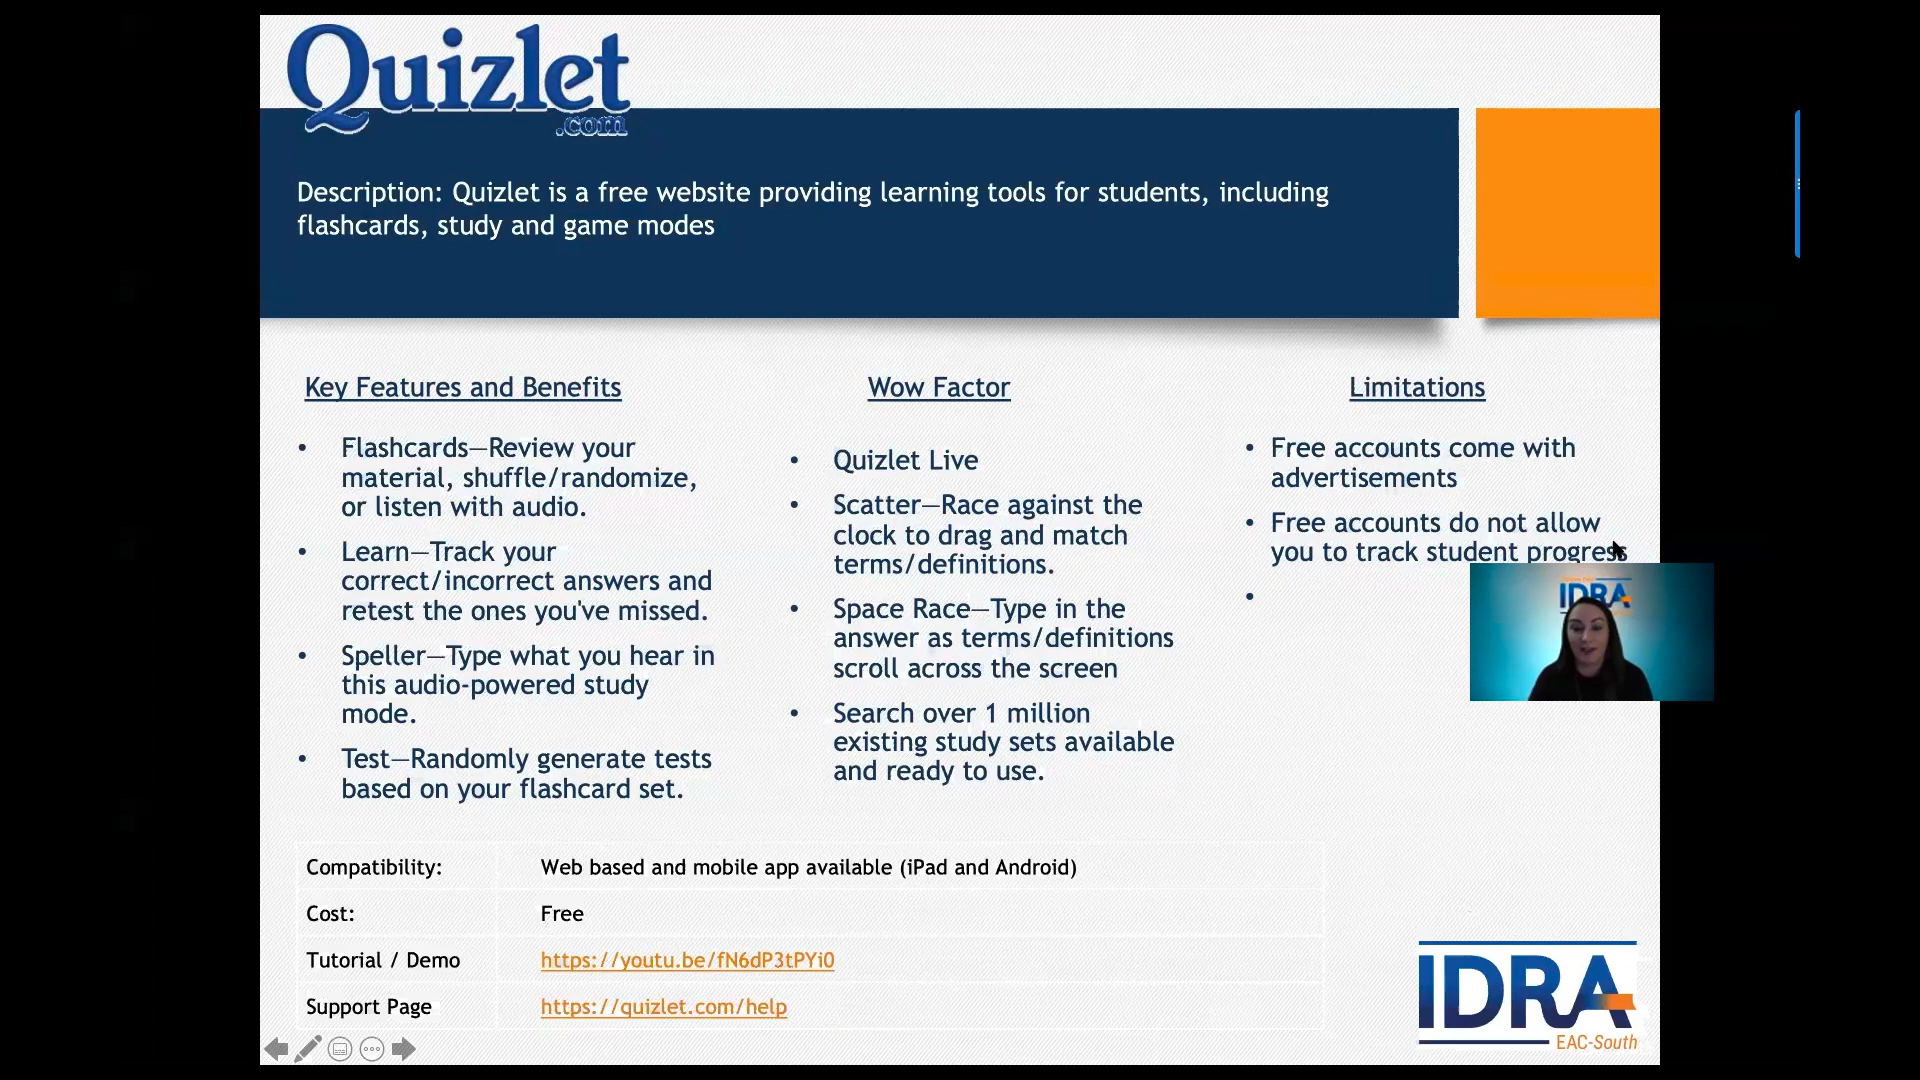 Quizlet
.com
Description: Quizlet is a free website providing learning tools for students, including
flashcards, study and game modes
Key Features and Benefits
• Flashcards—Review your
material, shuffle/randomize,
or listen with audio.
• Learn—Track your
correct/incorrect answers and
retest the ones you've missed.
• Speller—Type what you hear in
this audio-powered study
mode.
• Test—Randomly generate tests
based on your flashcard set.
Wow Factor
• Quizlet Live
• Scatter—Race against the
clock to drag and match
terms/definitions.
• Space Race—Type in the
answer as terms/definitions
scroll across the screen
• Search over 1 million
existing study sets available
and ready to use.
Limitations
• Free accounts come with
advertisements
• Free accounts do not allow
you to track student progress
•
IDRA
Compatibility: Web based and mobile app available (iPad and Android)
Cost: Free
Tutorial / Demo https://youtu.be/fN6dP3tPYi0
Support Page https://quizlet.com/help
IDRA
EAC-South